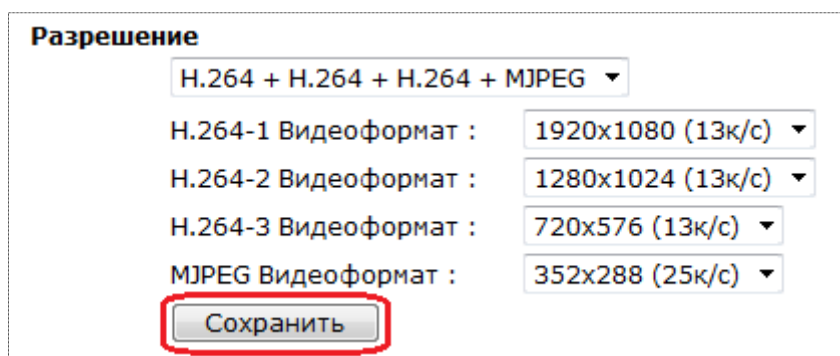 Разрешение
H.264 + H.264 + H.264 + MJPEG
H.264-1 Видеоформат : 1920x1080 (13к/с)
H.264-2 Видеоформат : 1280x1024 (13к/с)
H.264-3 Видеоформат : 720x576 (13к/с)
MJPEG Видеоформат : 352x288 (25к/с)
Сохранить